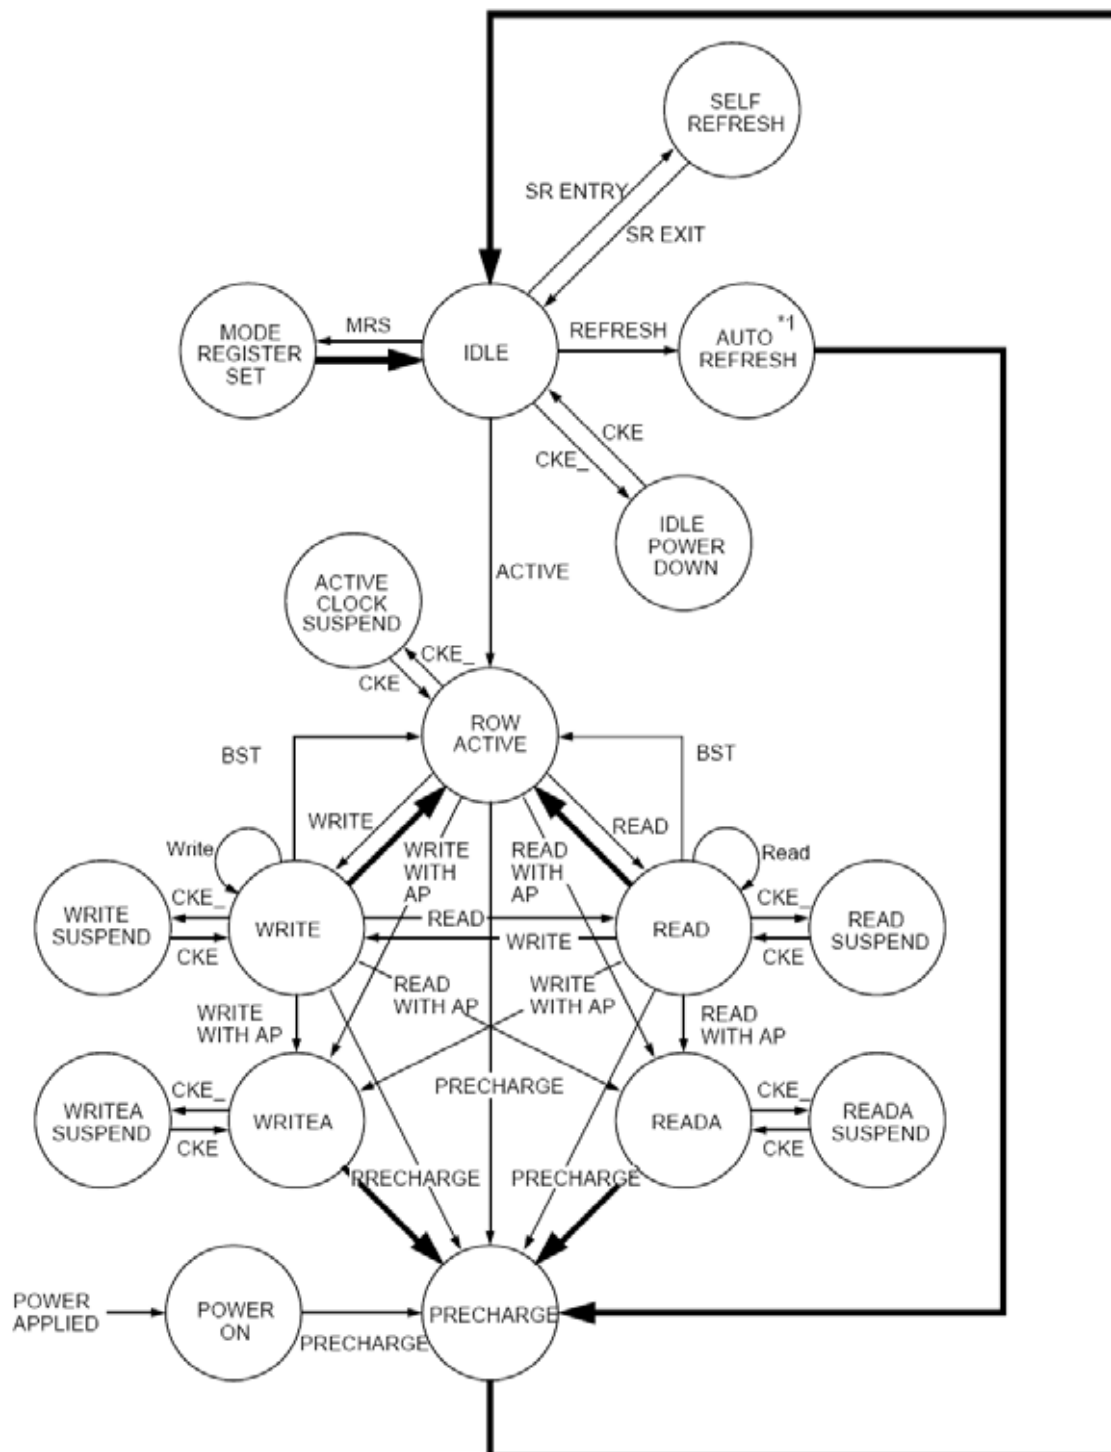 SELF
REFRESH
SR ENTRY
SR EXIT
MODE
REGISTER
SET
MRS
IDLE
REFRESH
AUTO *1
REFRESH
CKE
CKE_
IDLE
POWER
DOWN
ACTIVE
ACTIVE
CLOCK
SUSPEND
CKE_
CKE
ROW
ACTIVE
BST
BST
WRITE
READ
Write
WRITE
WITH
AP
READ
WITH
AP
Read
WRITE
SUSPEND
CKE_
CKE
WRITE
READ
WRITE
READ
CKE_
CKE
READ
SUSPEND
WRITE
WITH AP
READ
WITH AP
WRITE
WITH AP
READ
WITH AP
WRITEA
SUSPEND
CKE_
CKE
WRITEA
PRECHARGE
READA
CKE_
CKE
READA
SUSPEND
PRECHARGE
PRECHARGE
POWER
APPLIED
POWER
ON
PRECHARGE
PRECHARGE